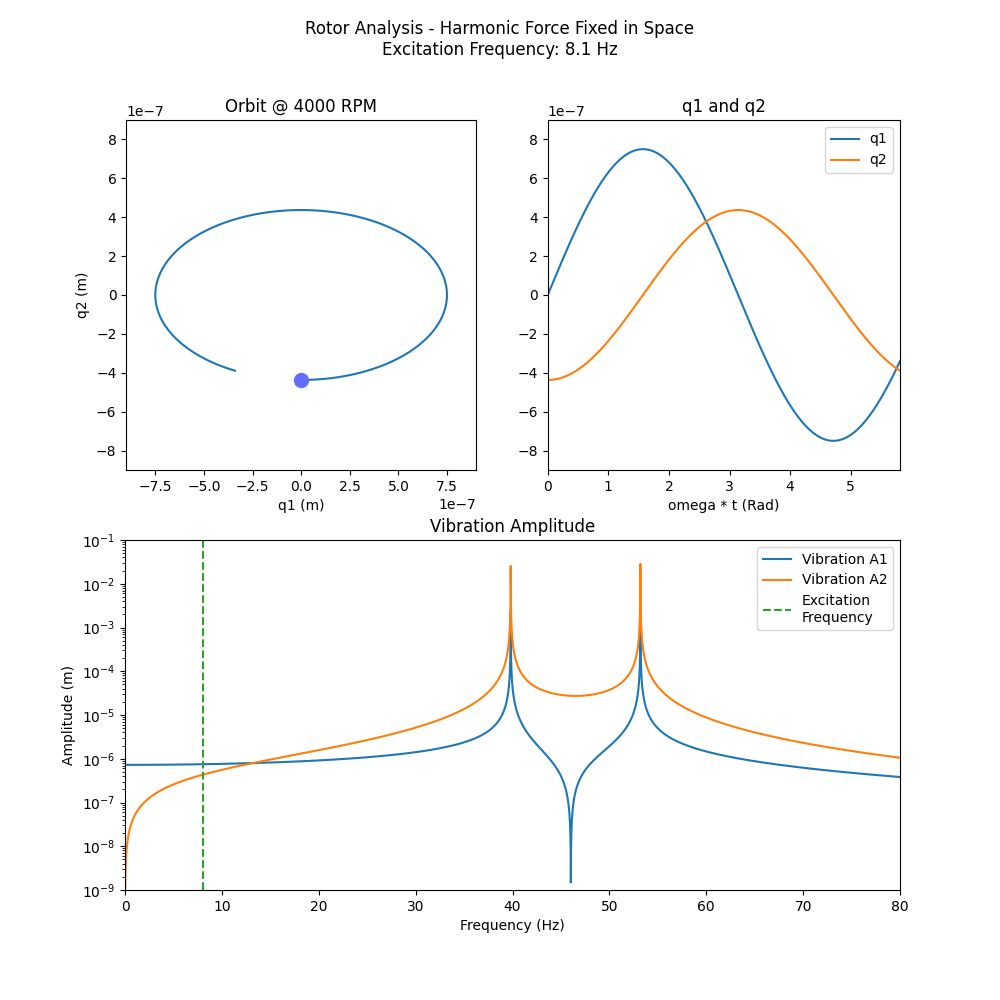 Rotor Analysis - Harmonic Force Fixed in Space
Excitation Frequency: 8.1 Hz
Orbit @ 4000 RPM
1e−7
8
6
4
2
0
−2
−4
−6
−8
q2 (m)
−7.5 −5.0 −2.5 0.0 2.5 5.0 7.5
1e−7
q1 (m)
q1 and q2
1e−7
q1
q2
8
6
4
2
0
−2
−4
−6
−8
0 1 2 3 4 5
omega * t (Rad)
Vibration Amplitude
Vibration A1
Vibration A2
Excitation
Frequency
10⁻¹
10⁻²
10⁻³
10⁻⁴
10⁻⁵
10⁻⁶
10⁻⁷
10⁻⁸
10⁻⁹
Amplitude (m)
0 10 20 30 40 50 60 70 80
Frequency (Hz)